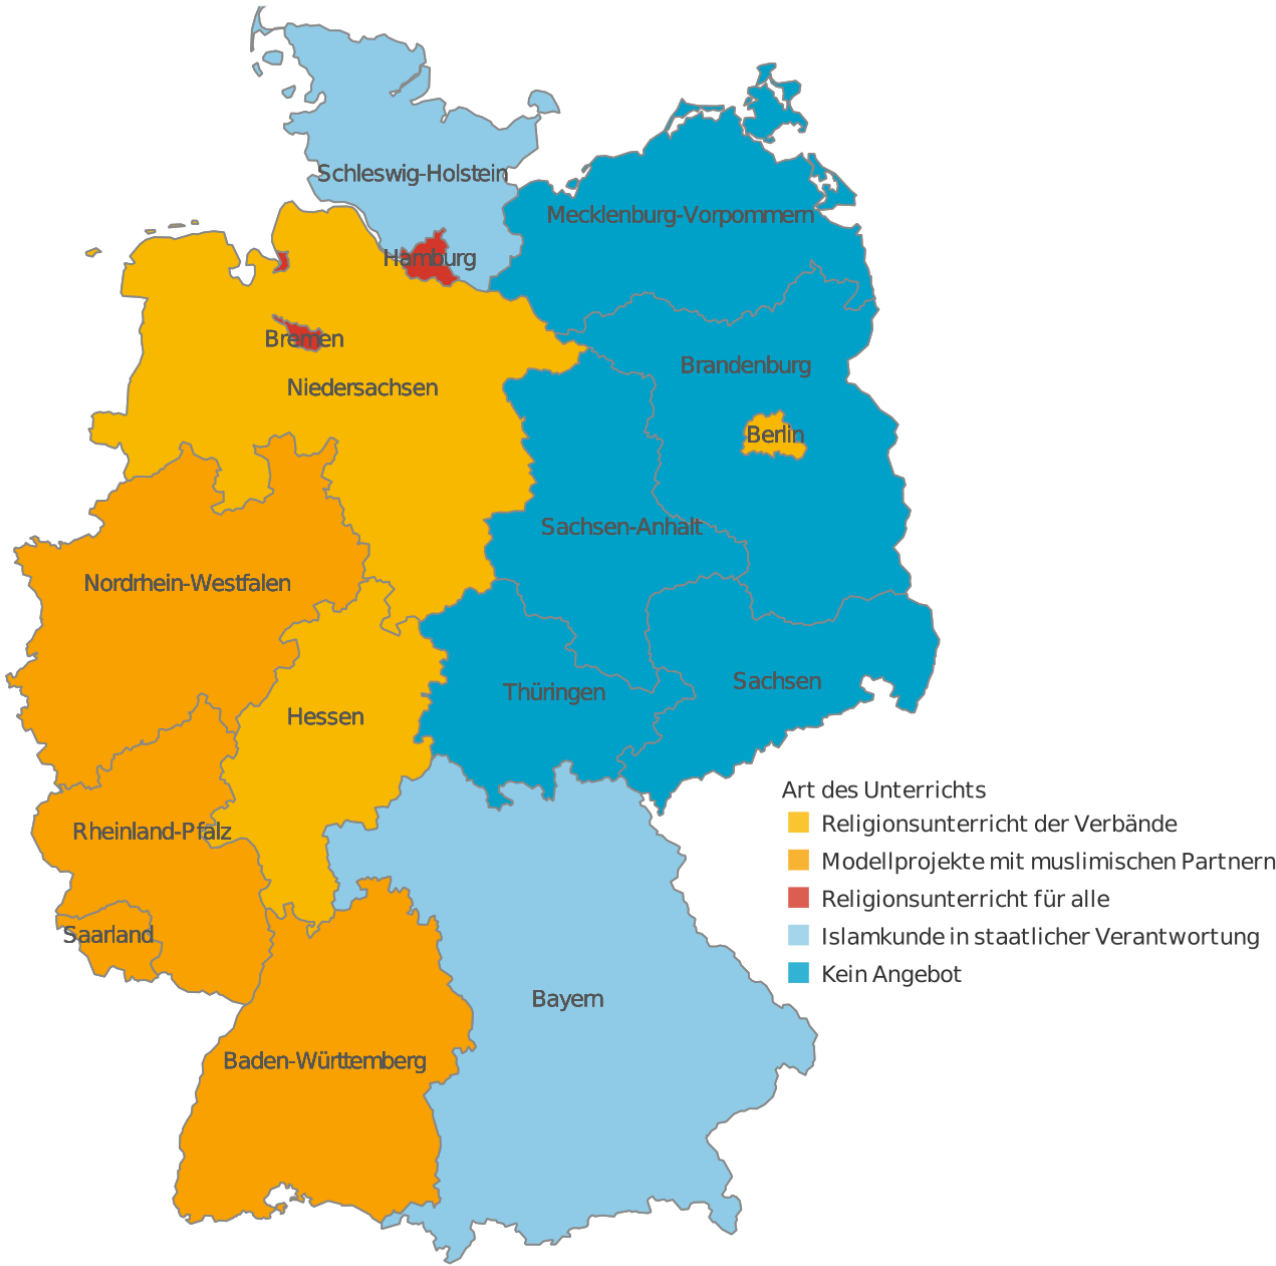 Schleswig-Holstein
Mecklenburg-Vorpommern
Hamburg
Bremen
Brandenburg
Niedersachsen
Berlin
Sachsen-Anhalt
Nordrhein-Westfalen
Sachsen
Thüringen
Hessen
Art des Unterrichts
Religionsunterricht der Verbände
Rheinland-Pfalz
Modellprojekte mit muslimischen Partnern
Religionsunterricht für alle
Saarland
Islamkunde in staatlicher Verantwortung
Kein Angebot
Bayern
Baden-Württemberg